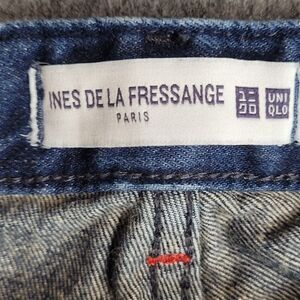 INES DE LA FRESSANGE
PARIS
ユニ
クロ
UNI
QLO